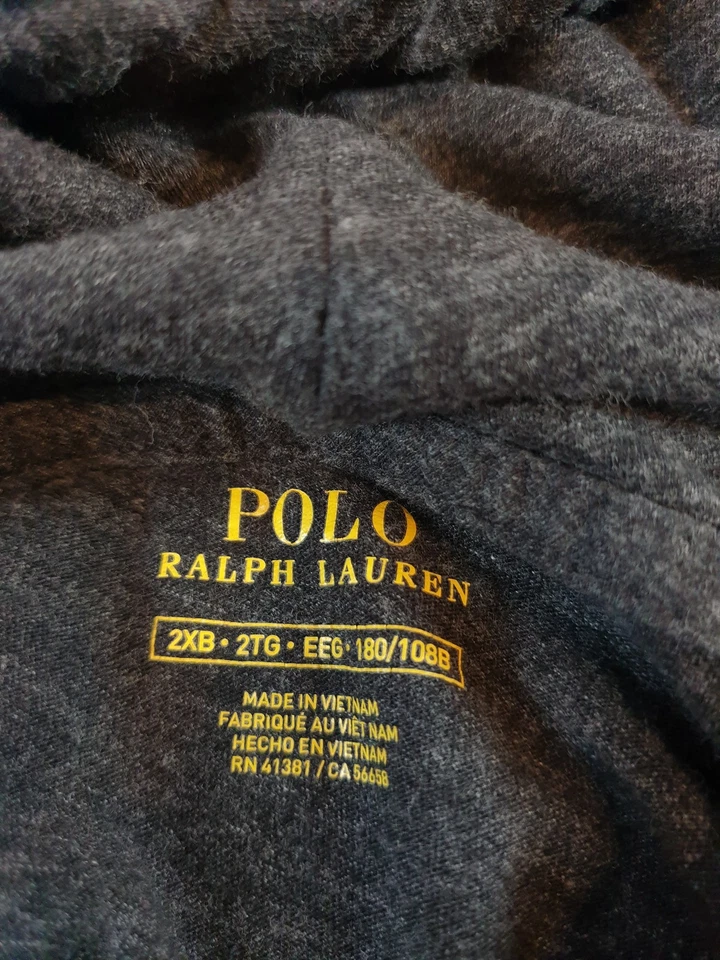 POLO
RALPH LAUREN
2XB • 2TG • EEG • 180/108B
MADE IN VIETNAM
FABRIQUÉ AU VIÊT NAM
HECHO EN VIETNAM
RN 41381 / CA 56658